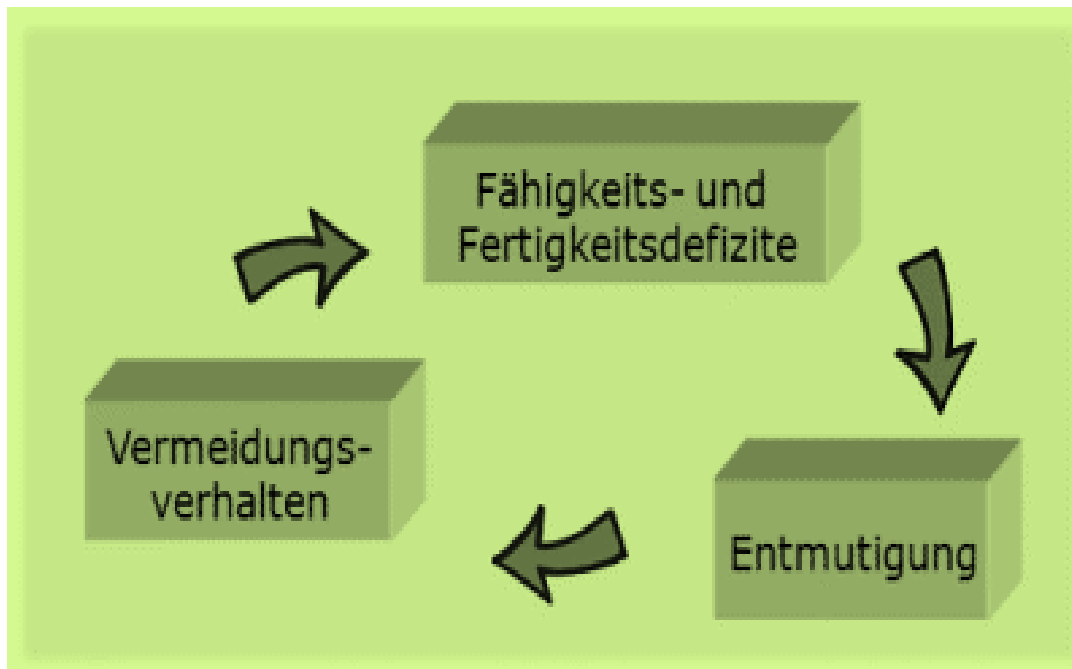 Fähigkeits- und
Fertigkeitsdefizite
Vermeidungs-
verhalten
Entmutigung